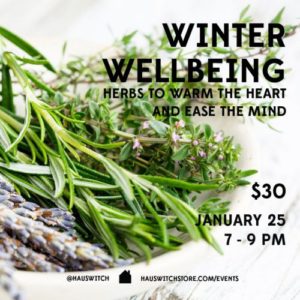 WINTER
WELLBEING
HERBS TO WARM THE HEART
AND EASE THE MIND
$30
JANUARY 25
7 - 9 PM
@HAUSWITCH HAUSWITCHSTORE.COM/EVENTS